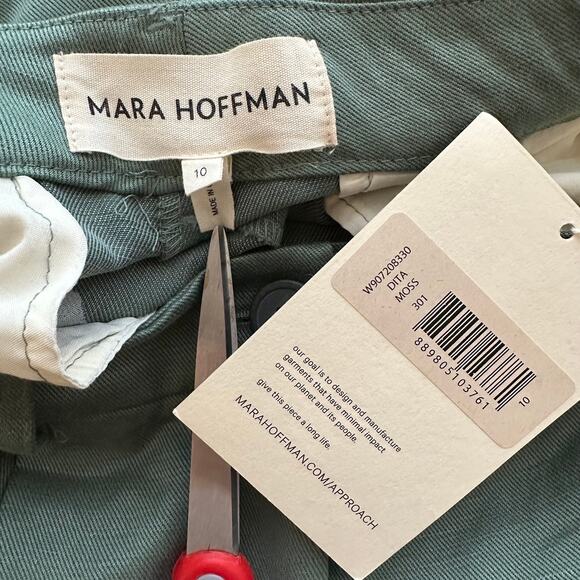 MARA HOFFMAN
10
MADE IN
W907208330
DITA
MOSS
301
889805103761
10
our goal is to design and manufacture
garments that have minimal impact
on our planet and its people.
give this piece a long life.
MARAHOFFMAN.COM/APPROACH